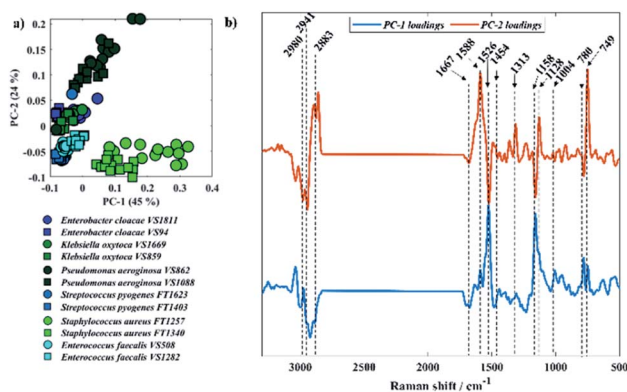 a)
0.2
0.15
0.1
0.05
0
-0.05
-0.1
PC-2 (24 %)
-0.1 0 0.1 0.2 0.3 0.4
PC-1 (45 %)
Enterobacter cloacae VS1811
Enterobacter cloacae VS94
Klebsiella oxytoca VS1669
Klebsiella oxytoca VS859
Pseudomonas aeroginosa VS862
Pseudomonas aeroginosa VS1088
Streptococcus pyogenes FT1623
Streptococcus pyogenes FT1403
Staphylococcus aureus FT1257
Staphylococcus aureus FT1340
Enterococcus faecalis VS508
Enterococcus faecalis VS1282
b)
PC-1 loadings PC-2 loadings
2980
2941
2883
1667
1588
1526
1454
1313
1158
1128
1004
780
749
3000 2500 2000 1500 1000 500
Raman shift / cm⁻¹